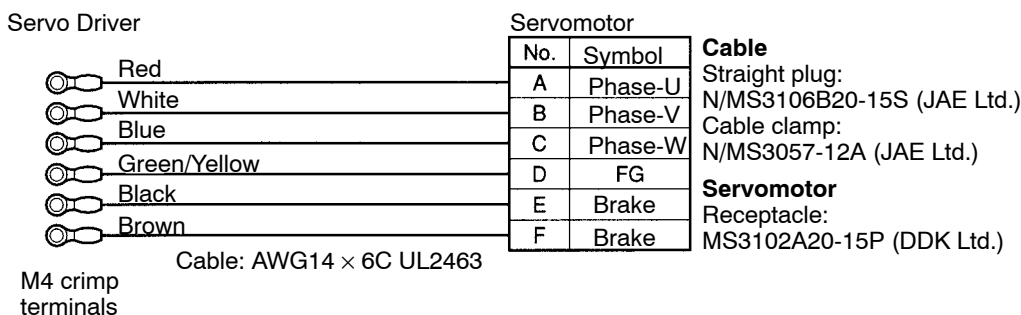 Servo Driver
Servomotor
No. Symbol
Red
A Phase-U
White
B Phase-V
Blue
C Phase-W
Green/Yellow
D FG
Black
E Brake
Brown
F Brake
Cable: AWG14 × 6C UL2463
M4 crimp
terminals
Cable
Straight plug:
N/MS3106B20-15S (JAE Ltd.)
Cable clamp:
N/MS3057-12A (JAE Ltd.)
Servomotor
Receptacle:
MS3102A20-15P (DDK Ltd.)